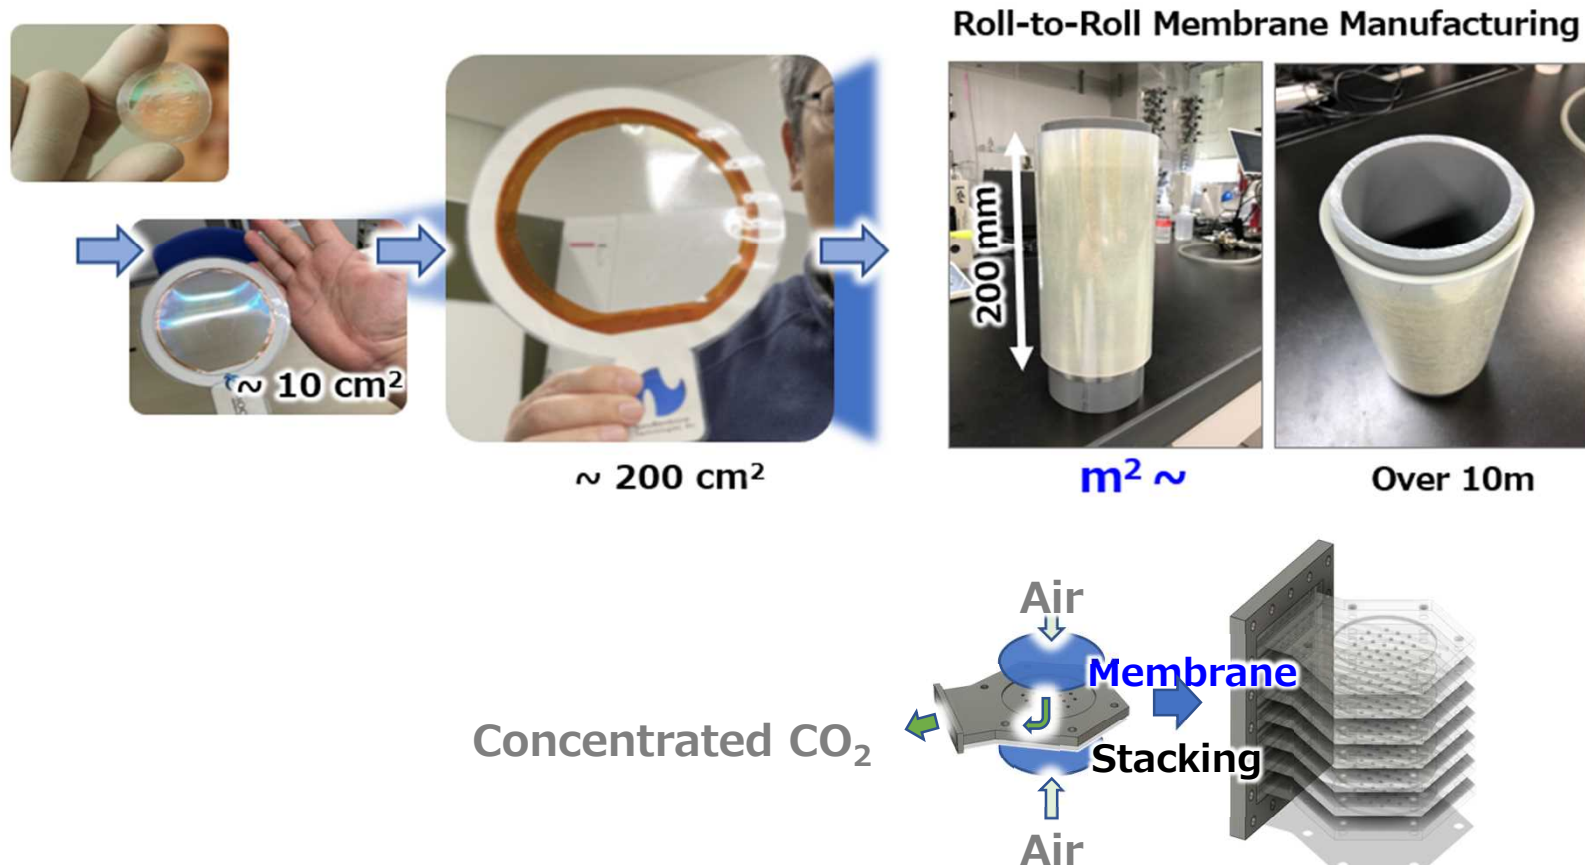 Roll-to-Roll Membrane Manufacturing
200 mm
~ 10 cm²
~ 200 cm²
m² ~
Over 10m
Air
Membrane
Concentrated CO₂
Stacking
Air